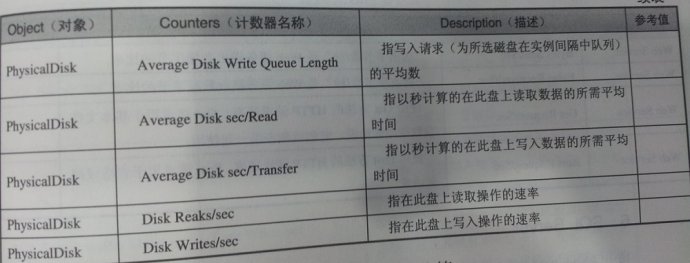 Object（对象） Counters（计数器名称） Description（描述） 参考值
PhysicalDisk Average Disk Write Queue Length 指写入请求（为所选磁盘在实例间隔中队列）
的平均数
PhysicalDisk Average Disk sec/Read 指以秒计算的在此盘上读取数据的所需平均
时间
PhysicalDisk Average Disk sec/Transfer 指以秒计算的在此盘上写入数据的所需平均
时间
PhysicalDisk Disk Reaks/sec 指在此盘上读取操作的速率
PhysicalDisk Disk Writes/sec 指在此盘上写入操作的速率